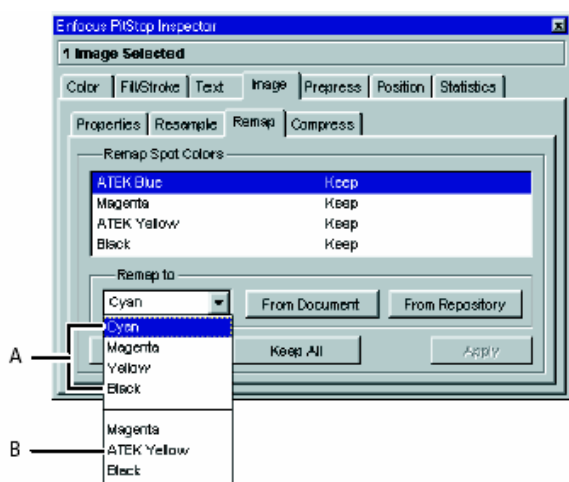 Enfocus PitStop Inspector
1 Image Selected
Color Fill/Stroke Text Image Prepress Position Statistics
Properties Resample Remap Compress
Remap Spot Colors
ATEK Blue Keep
Magenta Keep
ATEK Yellow Keep
Black Keep
Remap to
Cyan From Document From Repository
Cyan
A Magenta Keep All Apply
Yellow
Black
Magenta
B ATEK Yellow
Black